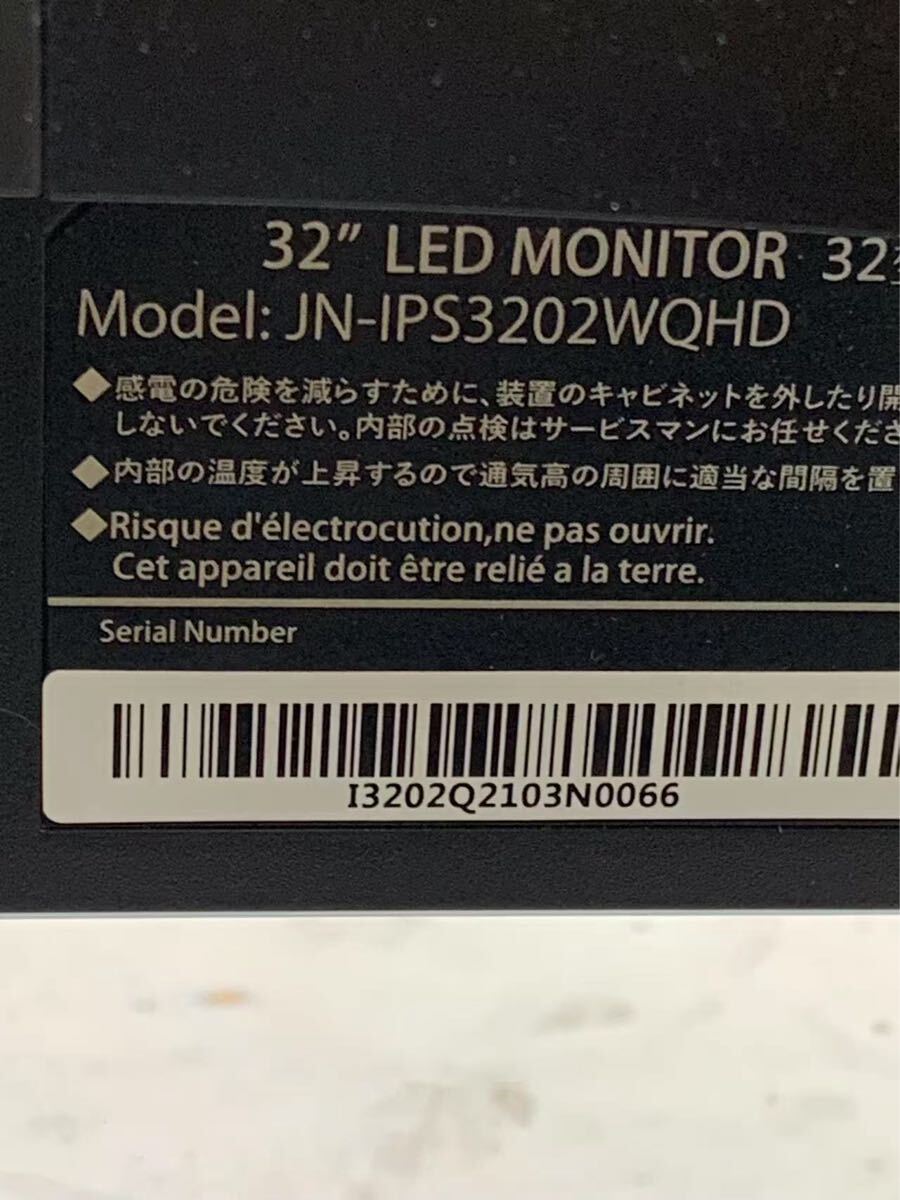 32" LED MONITOR · 32
Model: JN-IPS3202WQHD
◆感電の危険を減らすために、装置のキャビネットを外したり開
しないでください。内部の点検はサービスマンにお任せくださ
◆内部の温度が上昇するので通気高の周囲に適当な間隔を置
◆Risque d'électrocution,ne pas ouvrir.
Cet appareil doit être relié a la terre.
Serial Number
I3202Q2103N0066